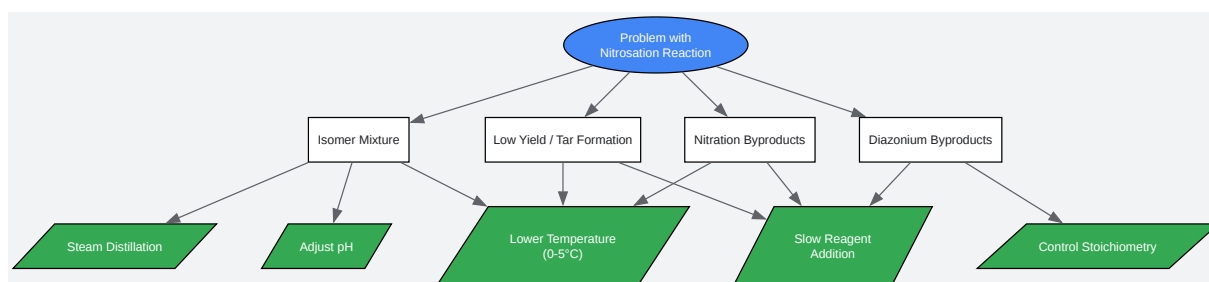 Problem with
Nitrosation Reaction
Isomer Mixture
Low Yield / Tar Formation
Nitration Byproducts
Diazonium Byproducts
Steam Distillation
Adjust pH
Lower Temperature
(0-5°C)
Slow Reagent
Addition
Control Stoichiometry